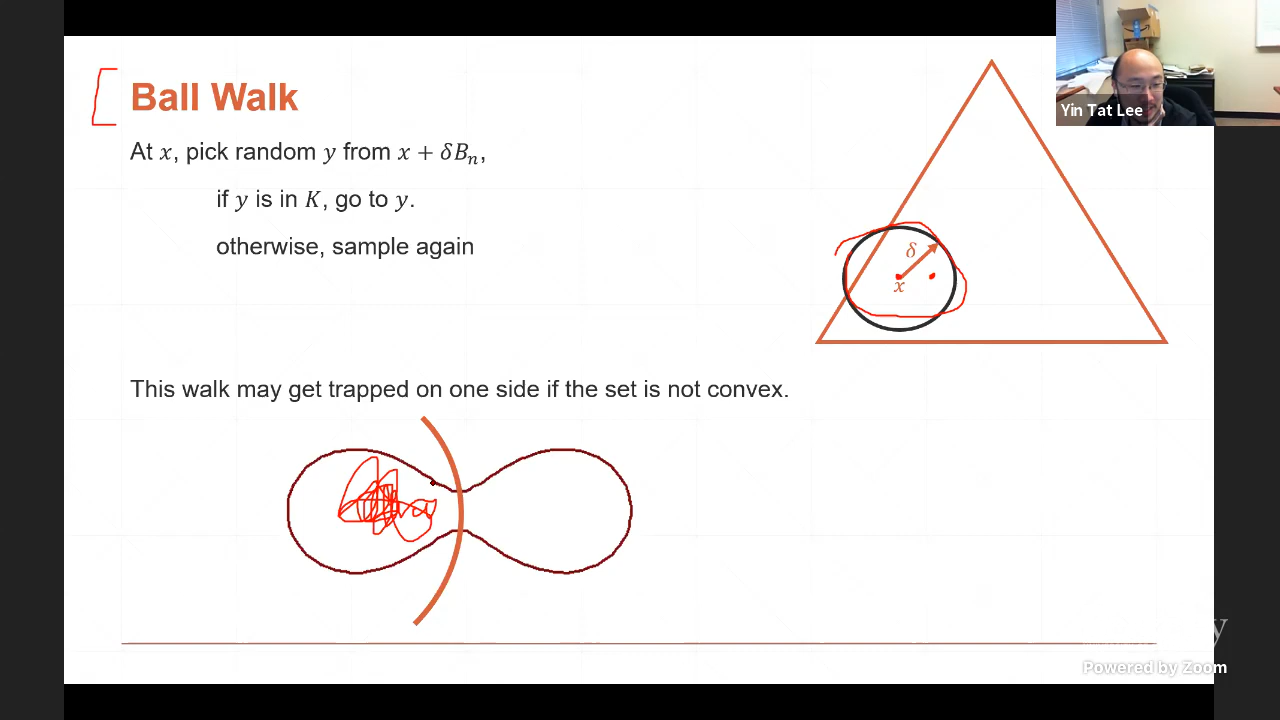 Ball Walk
Yin Tat Lee
At x, pick random y from x + δBₙ,
if y is in K, go to y.
otherwise, sample again
δ
x
This walk may get trapped on one side if the set is not convex.
y
Powered by Zoom